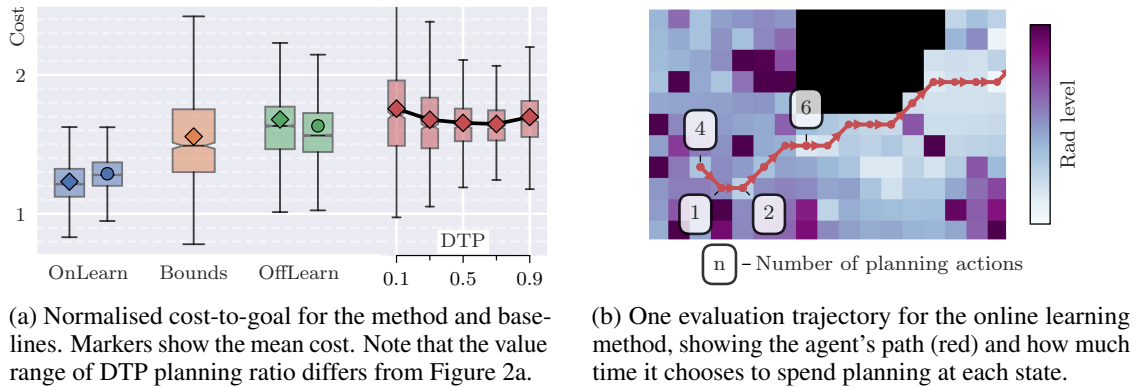 Cost
2
1
DTP
OnLearn
Bounds
OffLearn
0.1
0.5
0.9
(a) Normalised cost-to-goal for the method and base-
lines. Markers show the mean cost. Note that the value
range of DTP planning ratio differs from Figure 2a.
4
6
1
2
n – Number of planning actions
Rad level
(b) One evaluation trajectory for the online learning
method, showing the agent's path (red) and how much
time it chooses to spend planning at each state.